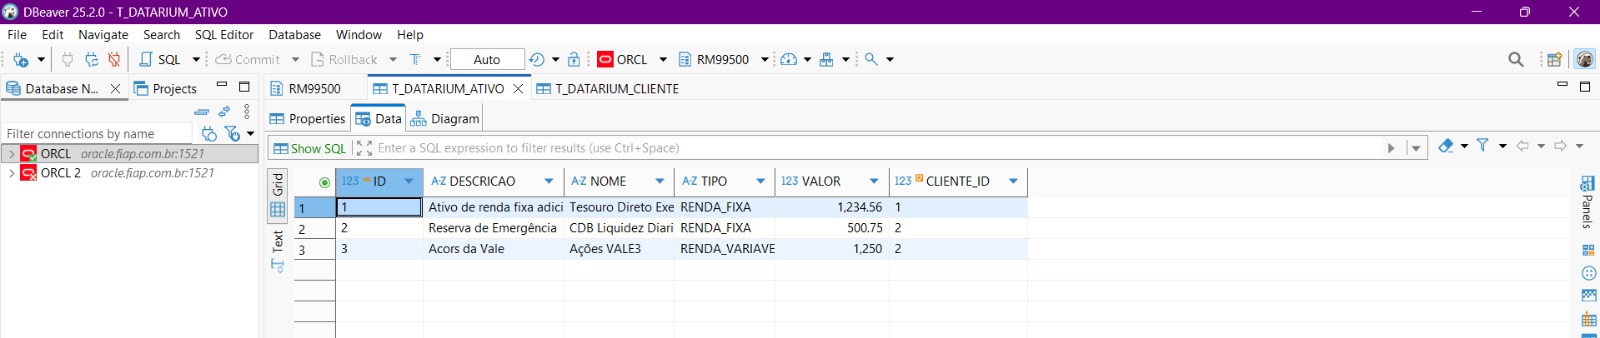 DBeaver 25.2.0 - T_DATARIUM_ATIVO
File Edit Navigate Search SQL Editor Database Window Help
SQL Commit Rollback T Auto ORCL RM99500
Database N... Projects RM99500 T_DATARIUM_ATIVO T_DATARIUM_CLIENTE
Properties Data Diagram
Filter connections by name
Show SQL Enter a SQL expression to filter results (use Ctrl+Space)
ORCL oracle.fiap.com.br:1521
ORCL 2 oracle.fiap.com.br:1521
Grid
Text
123 ID A-Z DESCRICAO A-Z NOME A-Z TIPO 123 VALOR 123 CLIENTE_ID
1 1 Ativo de renda fixa adici Tesouro Direto Exe RENDA_FIXA 1,234.56 1
2 2 Reserva de Emergência CDB Liquidez Diari RENDA_FIXA 500.75 2
3 3 Acors da Vale Ações VALE3 RENDA_VARIAVE 1,250 2
Panels